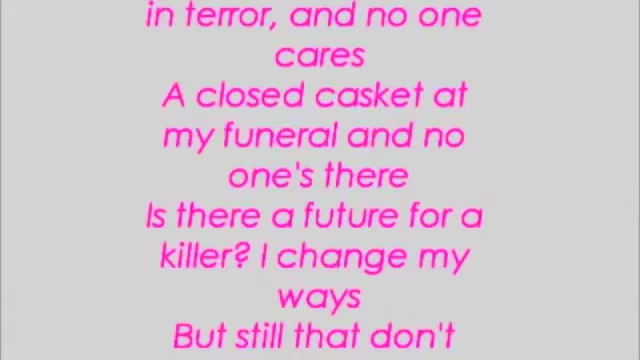 in terror, and no one
cares
A closed casket at
my funeral and no
one's there
Is there a future for a
killer? I change my
ways
But still that don't